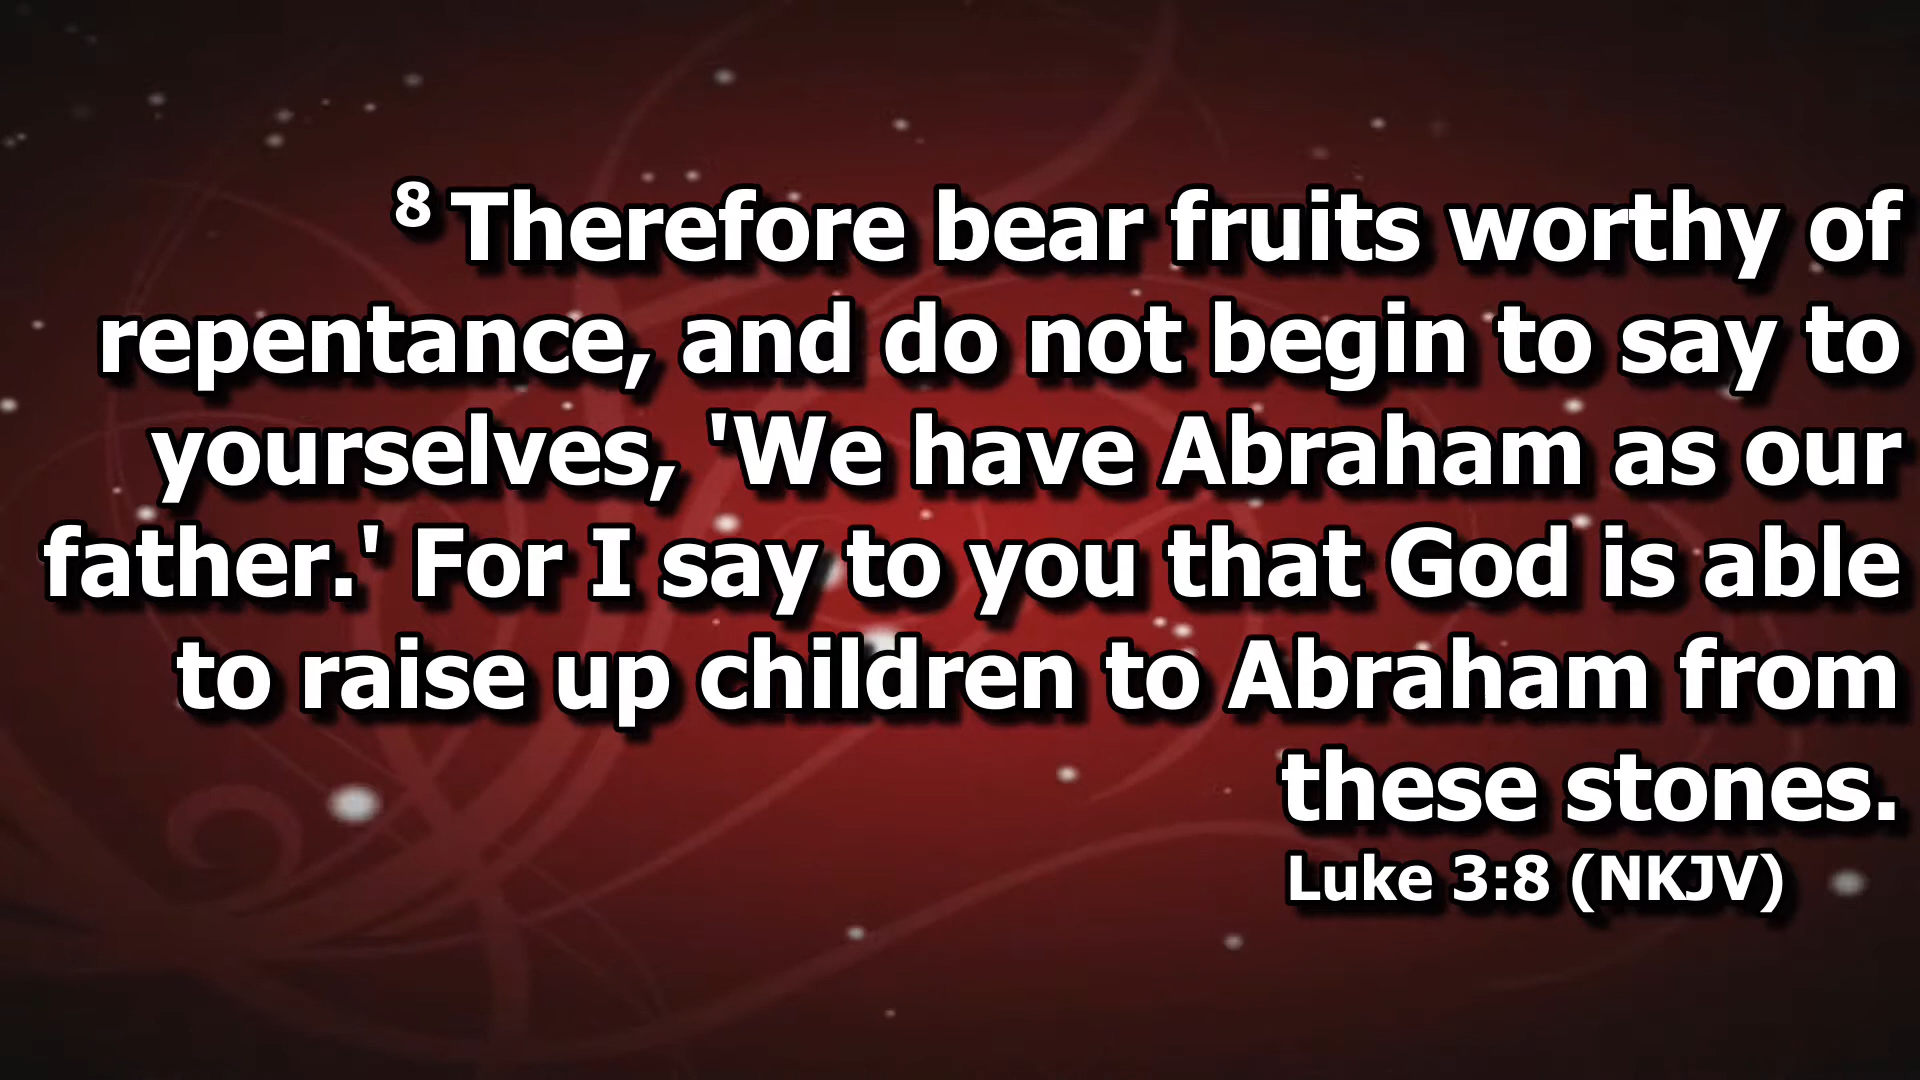 8 Therefore bear fruits worthy of
repentance, and do not begin to say to
yourselves, 'We have Abraham as our
father.' For I say to you that God is able
to raise up children to Abraham from
these stones.
Luke 3:8 (NKJV)